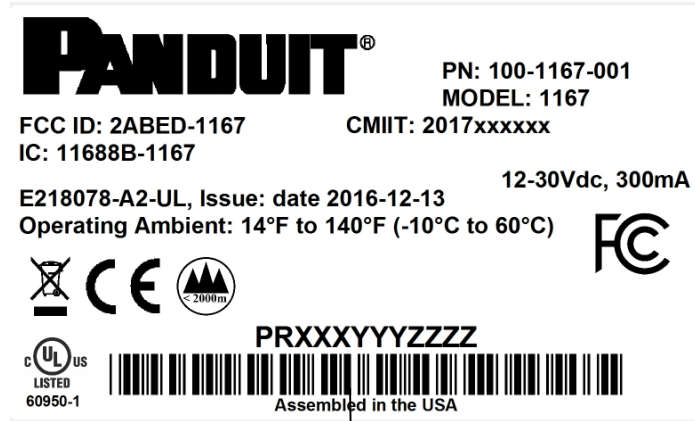 PANDUIT®
PN: 100-1167-001
MODEL: 1167
FCC ID: 2ABED-1167 CMIIT: 2017xxxxxx
IC: 11688B-1167
12-30Vdc, 300mA
E218078-A2-UL, Issue: date 2016-12-13
Operating Ambient: 14°F to 140°F (-10°C to 60°C)
FC
CE
< 2000m
PRXXXYYYZZZZ
C UL US
LISTED
60950-1
Assembled in the USA